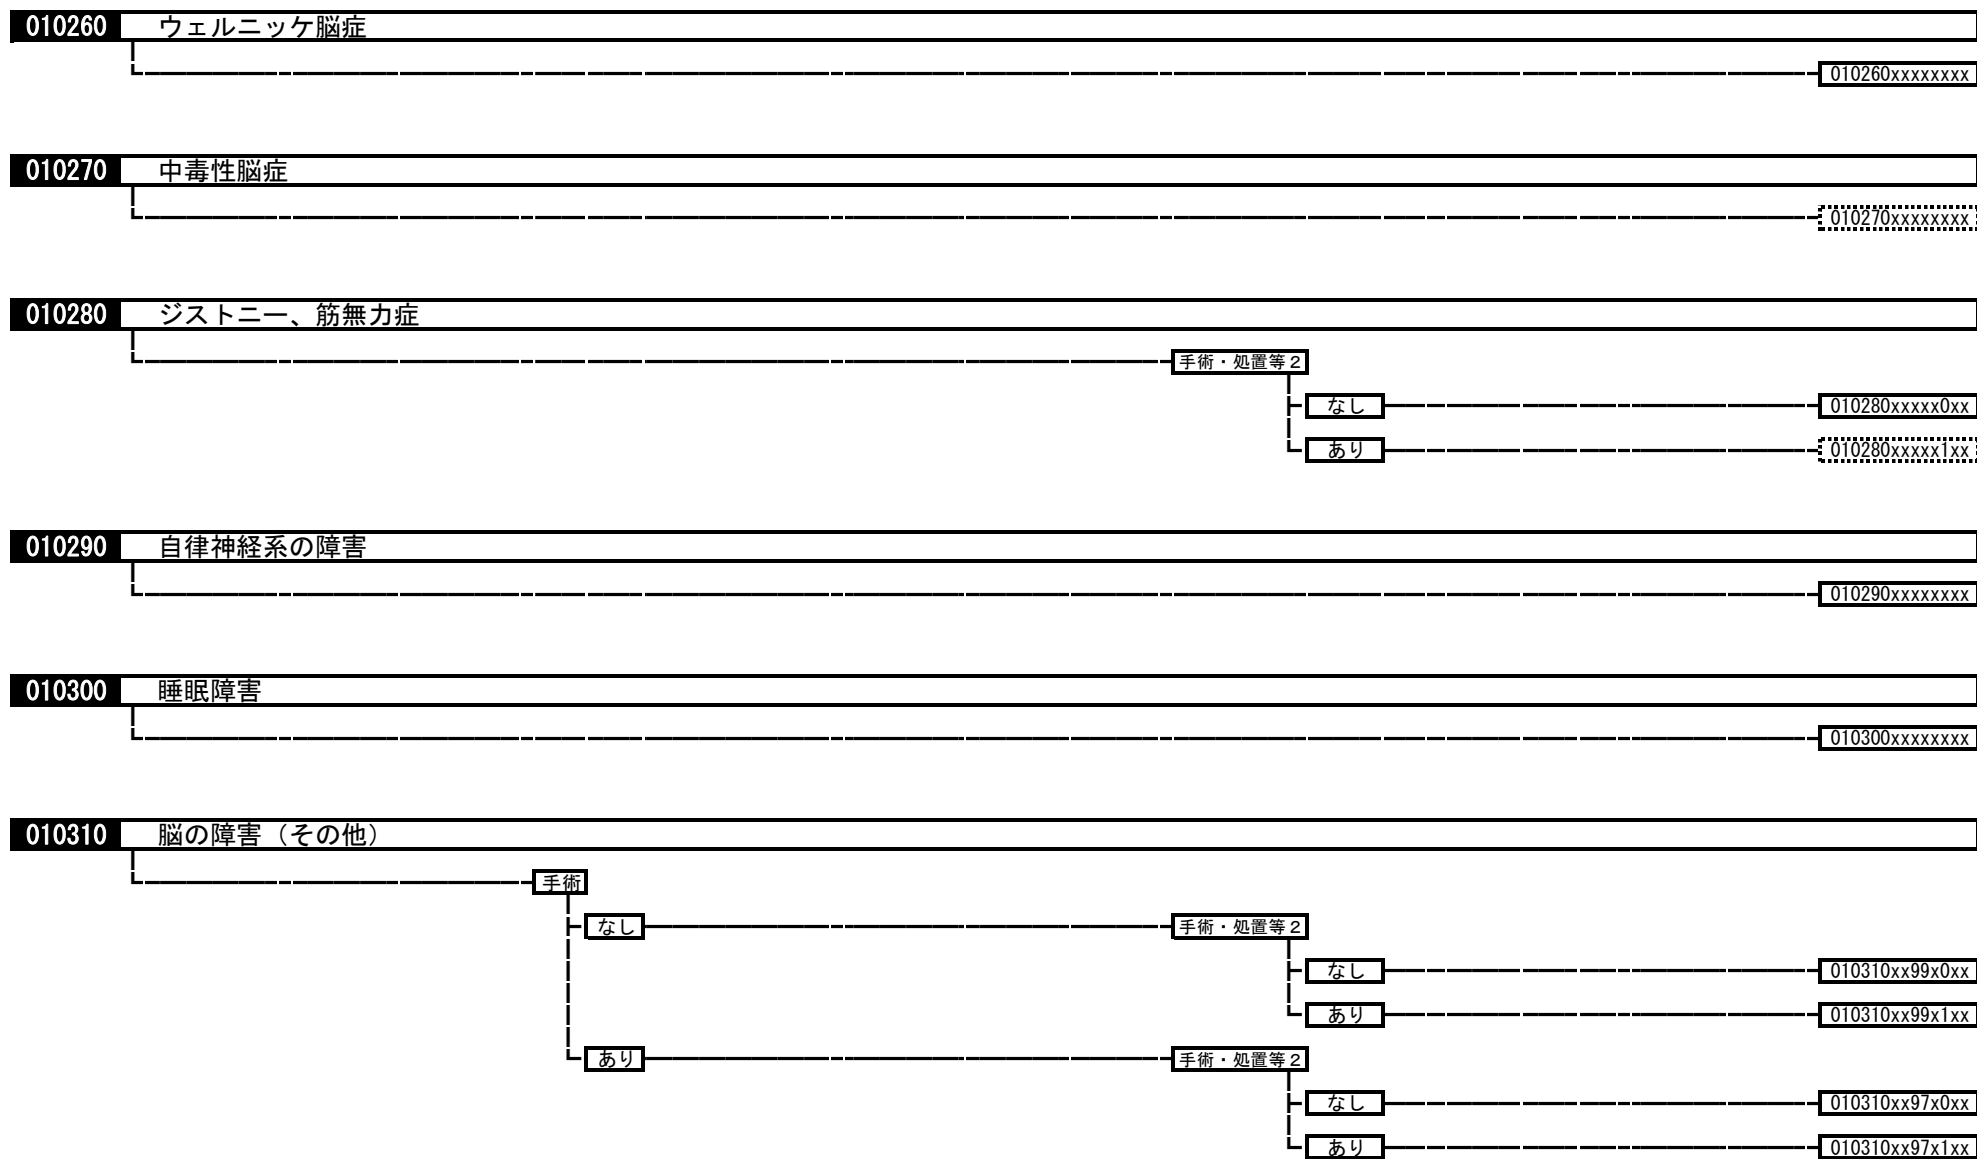 010260 ウェルニッケ脳症
010260xxxxxxxx
010270 中毒性脳症
010270xxxxxxxx
010280 ジストニー、筋無力症
手術・処置等２
なし 010280xxxxx0xx
あり 010280xxxxx1xx
010290 自律神経系の障害
010290xxxxxxxx
010300 睡眠障害
010300xxxxxxxx
010310 脳の障害（その他）
手術
なし 手術・処置等２
なし 010310xx99x0xx
あり 010310xx99x1xx
あり 手術・処置等２
なし 010310xx97x0xx
あり 010310xx97x1xx